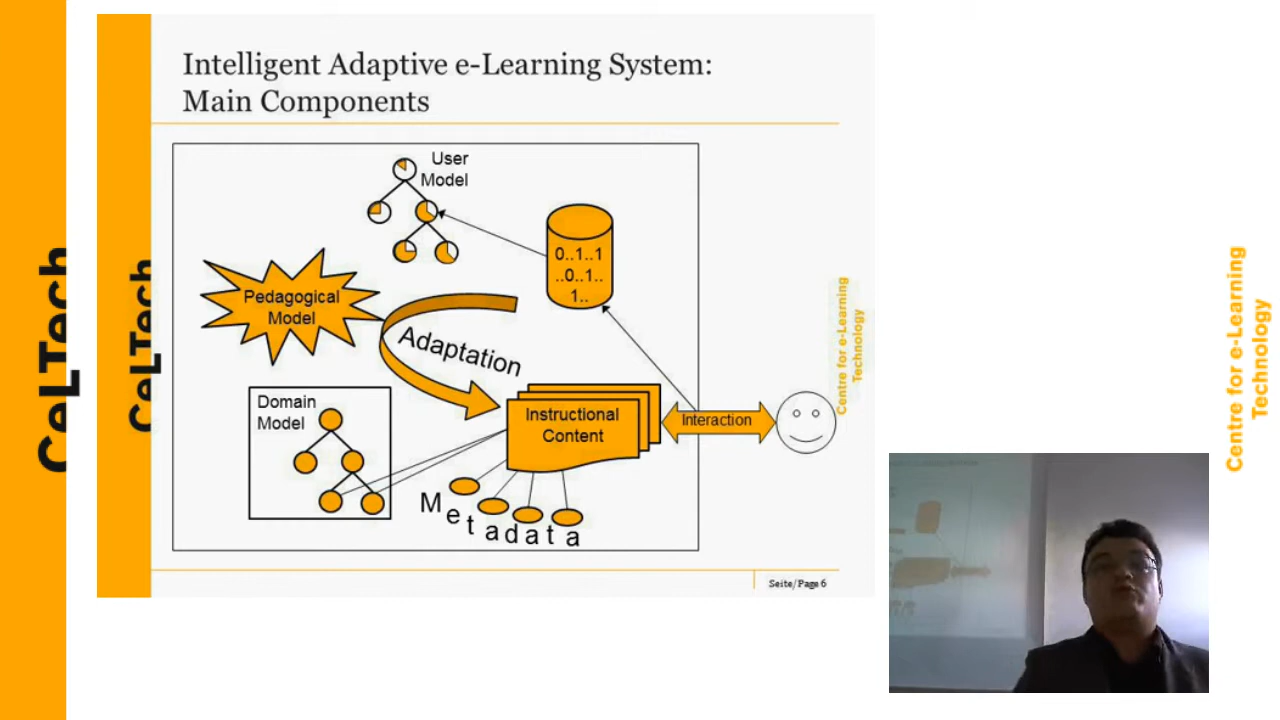 CeLTech
CeLTech
Intelligent Adaptive e-Learning System:
Main Components
User
Model
0..1..1
..0..1..
1..
Pedagogical
Model
Adaptation
Domain
Model
Instructional
Content
Interaction
Metadata
Centre for e-Learning
Technology
Seite/Page 6
Centre for e-Learning
Technology